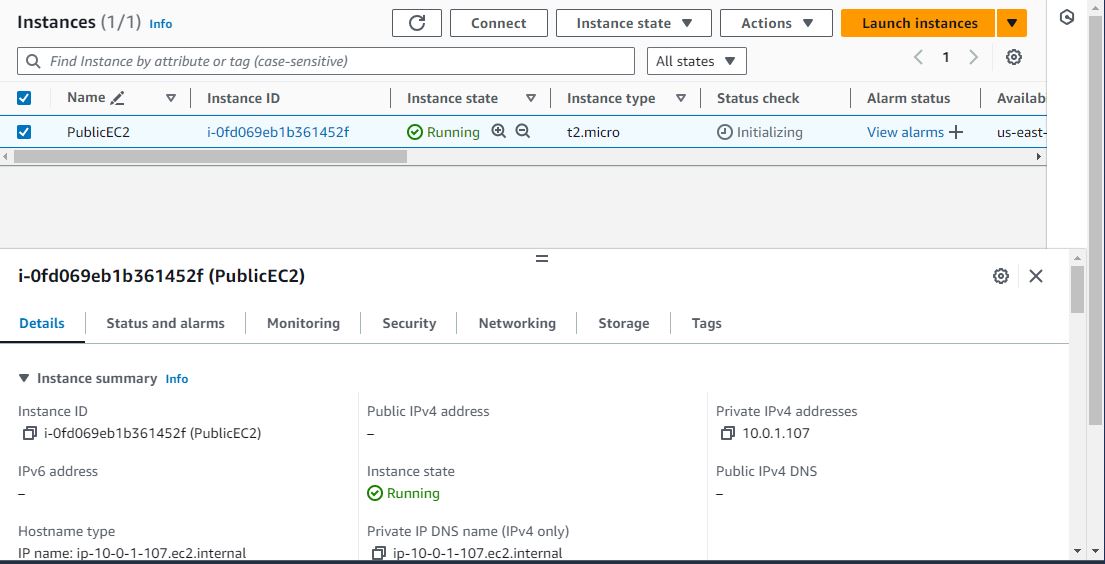 Instances (1/1) Info
Connect Instance state Actions Launch instances
Find Instance by attribute or tag (case-sensitive) All states 1
Name Instance ID Instance state Instance type Status check Alarm status Availab
PublicEC2 i-0fd069eb1b361452f Running t2.micro Initializing View alarms us-east-
i-0fd069eb1b361452f (PublicEC2)
Details Status and alarms Monitoring Security Networking Storage Tags
Instance summary Info
Instance ID Public IPv4 address Private IPv4 addresses
i-0fd069eb1b361452f (PublicEC2) – 10.0.1.107
IPv6 address Instance state Public IPv4 DNS
– Running –
Hostname type Private IP DNS name (IPv4 only)
IP name: ip-10-0-1-107.ec2.internal ip-10-0-1-107.ec2.internal